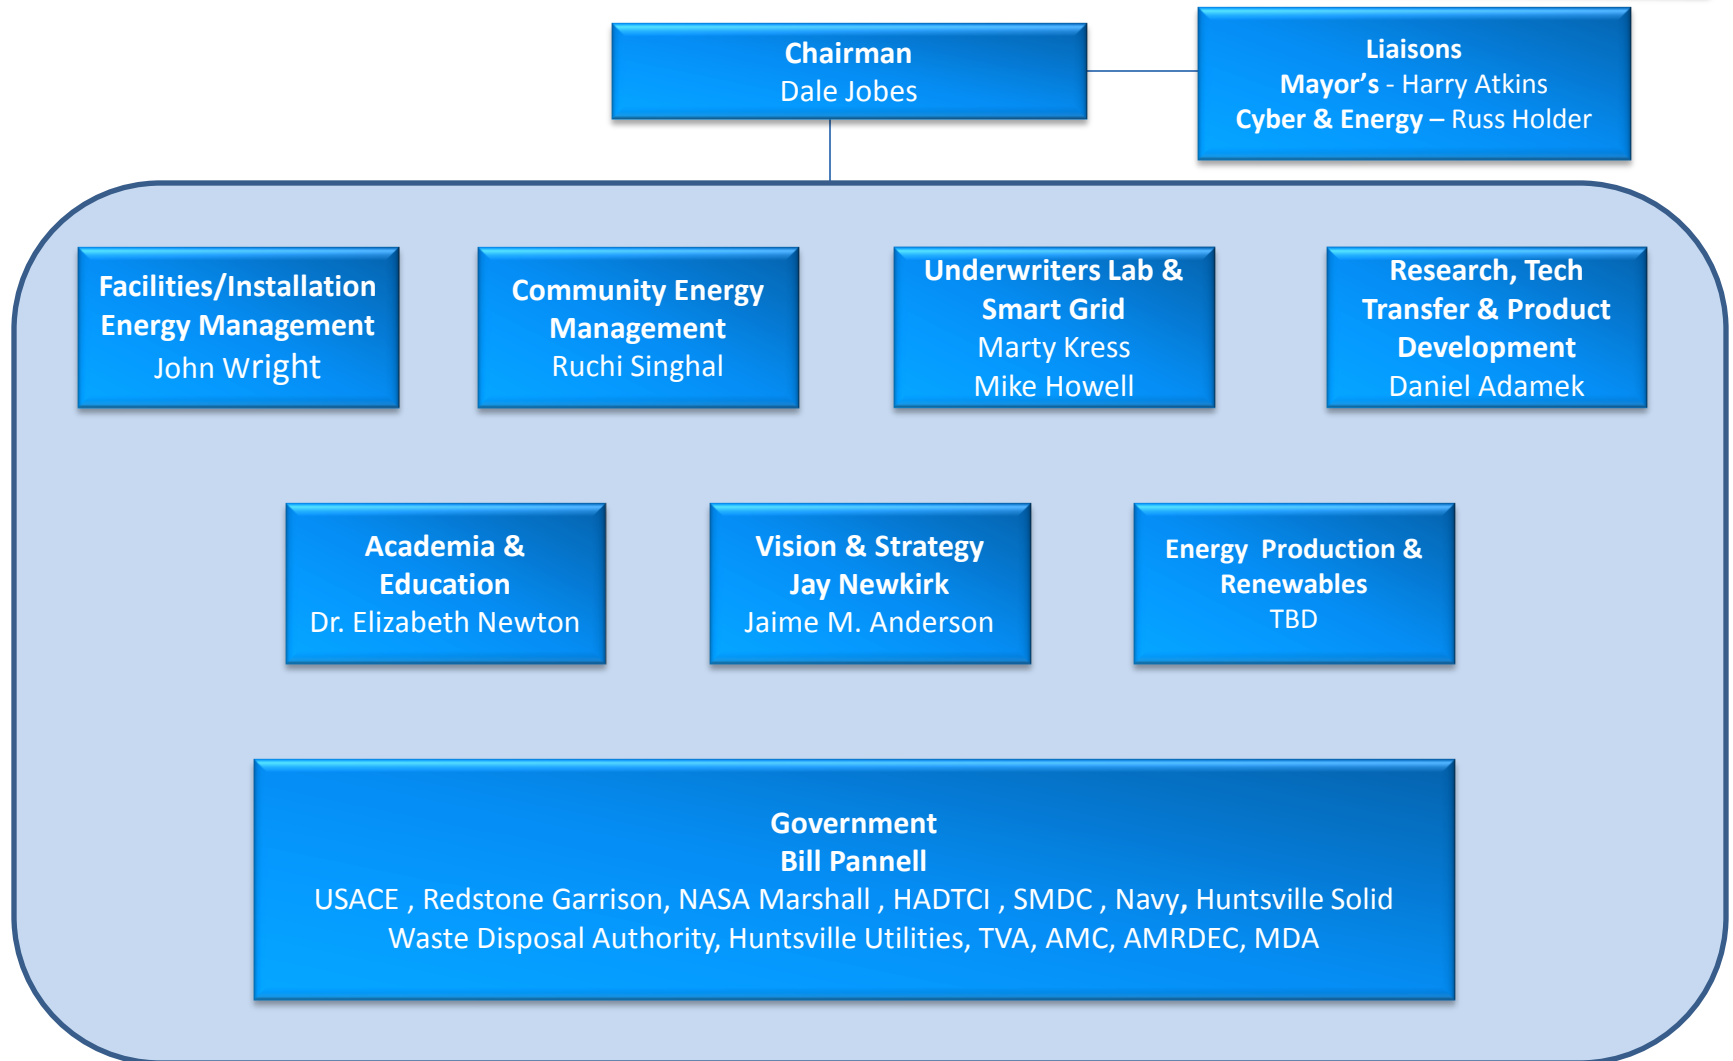 Chairman
Dale Jobes
Liaisons
Mayor's - Harry Atkins
Cyber & Energy – Russ Holder
Facilities/Installation
Energy Management
John Wright
Community Energy
Management
Ruchi Singhal
Underwriters Lab &
Smart Grid
Marty Kress
Mike Howell
Research, Tech
Transfer & Product
Development
Daniel Adamek
Academia &
Education
Dr. Elizabeth Newton
Vision & Strategy
Jay Newkirk
Jaime M. Anderson
Energy Production &
Renewables
TBD
Government
Bill Pannell
USACE , Redstone Garrison, NASA Marshall , HADTCI , SMDC , Navy, Huntsville Solid
Waste Disposal Authority, Huntsville Utilities, TVA, AMC, AMRDEC, MDA